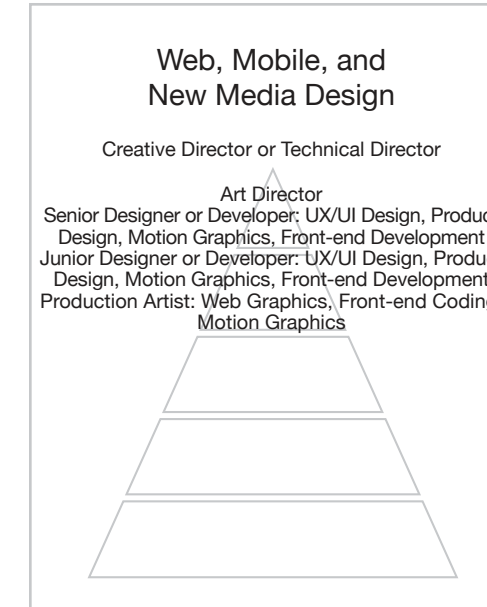 Web, Mobile, and
New Media Design
Creative Director or Technical Director
Art Director
Senior Designer or Developer: UX/UI Design,
Design, Motion Graphics, Front-end Development
Junior Designer or Developer: UX/UI Design,
Design, Motion Graphics, Front-end Development
Production Artist: Web Graphics, Front-end
Motion Graphics